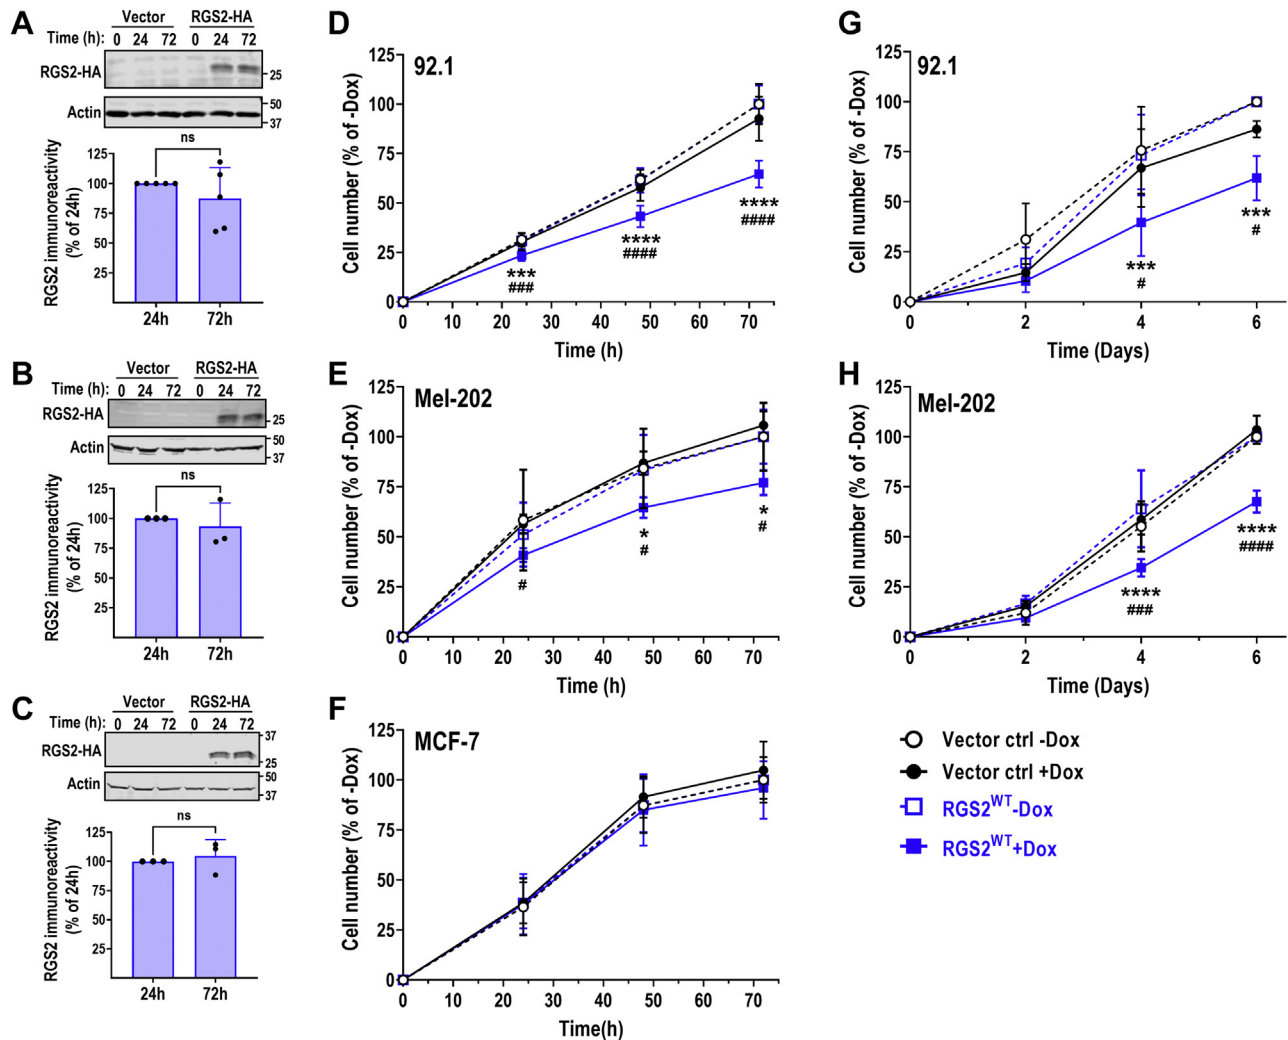 A
Vector RGS2-HA
Time (h): 0 24 72 0 24 72
RGS2-HA
25
Actin
50
37
ns
RGS2 immunoreactivity
(% of 24h)
125
100
75
50
25
24h 72h
B
Vector RGS2-HA
Time (h): 0 24 72 0 24 72
RGS2-HA
25
Actin
50
37
ns
RGS2 immunoreactivity
(% of 24h)
125
100
75
50
25
24h 72h
C
Vector RGS2-HA
Time (h): 0 24 72 0 24 72
37
RGS2-HA
25
50
Actin
37
ns
RGS2 immunoreactivity
(% of 24h)
125
100
75
50
25
24h 72h
D
92.1
Cell number (% of -Dox)
125
100
75
50
25
0
***
###
****
####
****
####
0 10 20 30 40 50 60 70
Time (h)
E
Mel-202
Cell number (% of -Dox)
125
100
75
50
25
0
#
*
#
*
#
0 10 20 30 40 50 60 70
Time (h)
F
MCF-7
Cell number (% of -Dox)
125
100
75
50
25
0
0 10 20 30 40 50 60 70
Time(h)
G
92.1
Cell number (% of -Dox)
125
100
75
50
25
0
***
#
***
#
0 2 4 6
Time (Days)
H
Mel-202
Cell number (% of -Dox)
125
100
75
50
25
0
****
###
****
####
0 2 4 6
Time (Days)
Vector ctrl -Dox
Vector ctrl +Dox
RGS2WT-Dox
RGS2WT+Dox